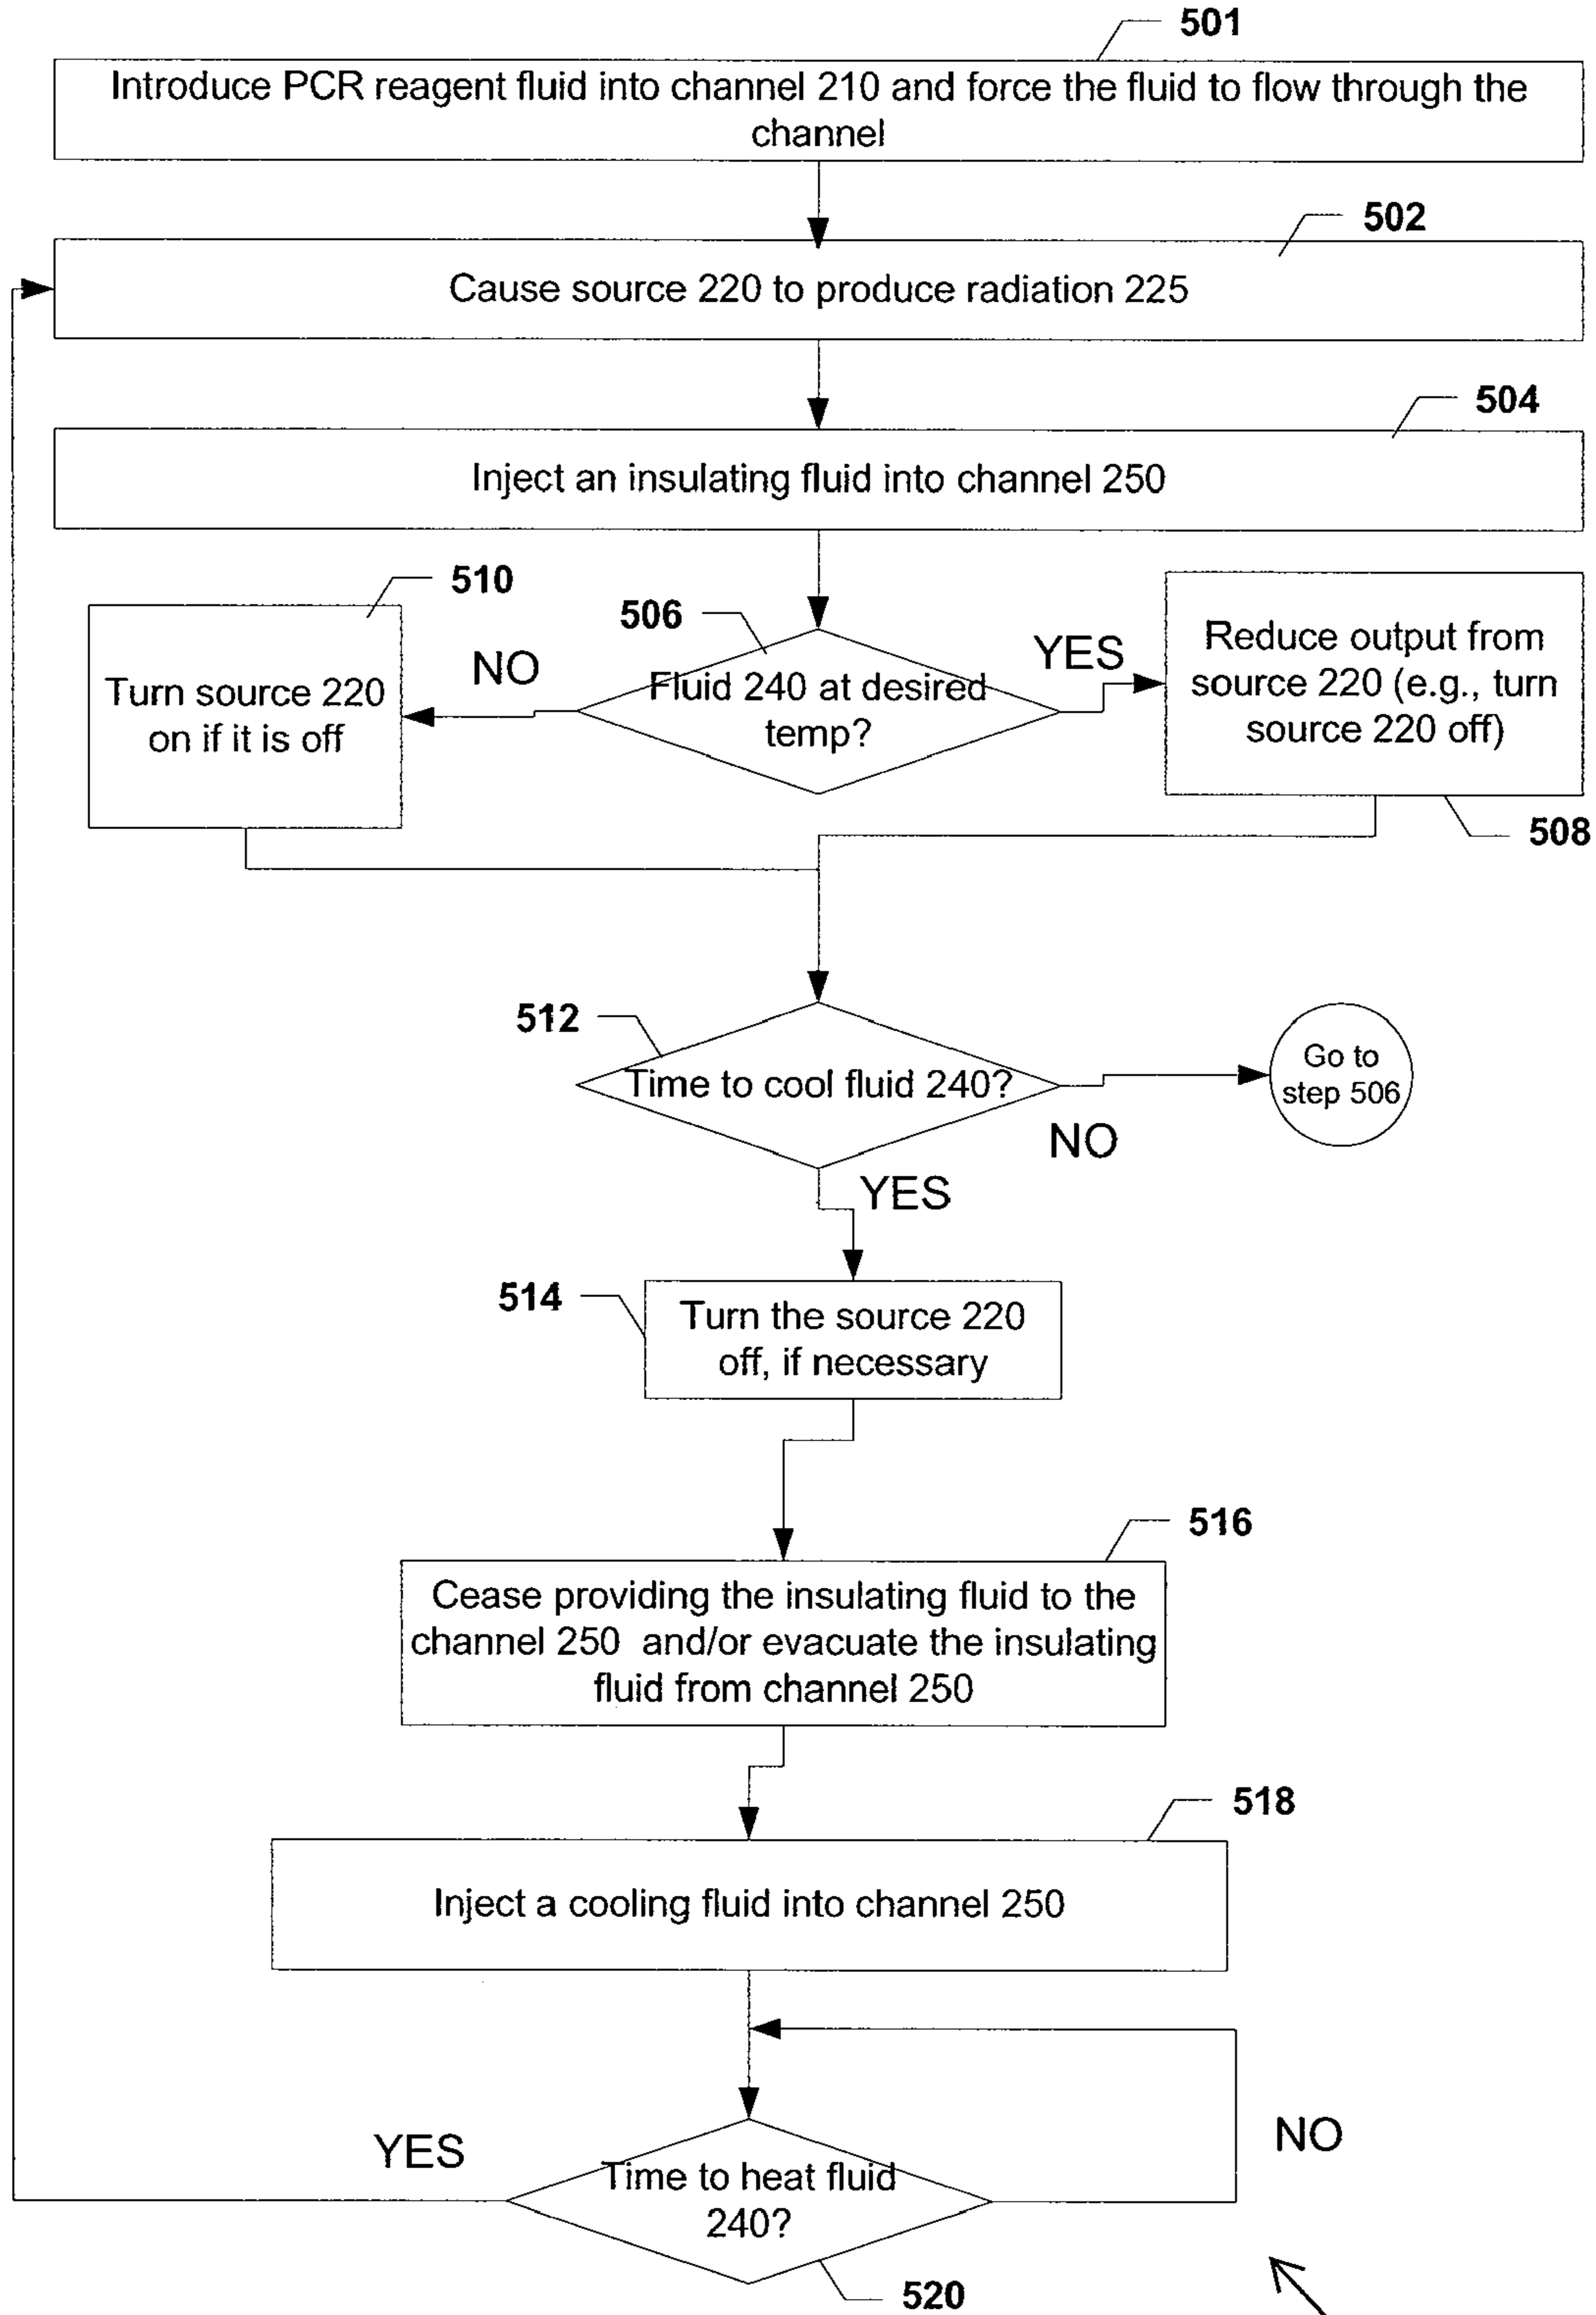 501
Introduce PCR reagent fluid into channel 210 and force the fluid to flow through the
channel
502
Cause source 220 to produce radiation 225
504
Inject an insulating fluid into channel 250
510
Turn source 220
on if it is off
NO
506
Fluid 240 at desired
temp?
YES
Reduce output from
source 220 (e.g., turn
source 220 off)
508
512
Time to cool fluid 240?
NO
Go to
step 506
YES
514
Turn the source 220
off, if necessary
516
Cease providing the insulating fluid to the
channel 250 and/or evacuate the insulating
fluid from channel 250
518
Inject a cooling fluid into channel 250
YES
Time to heat fluid
240?
NO
520